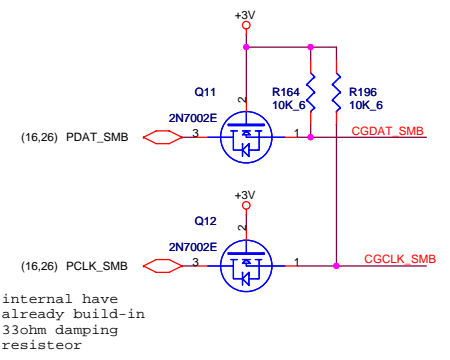 +3V
Q11
R164
10K_6
R196
10K_6
2
2N7002E
(16,26) PDAT_SMB
3
1
CGDAT_SMB
+3V
Q12
2
2N7002E
(16,26) PCLK_SMB
3
1
CGCLK_SMB
internal have
already build-in
33ohm damping
resisteor